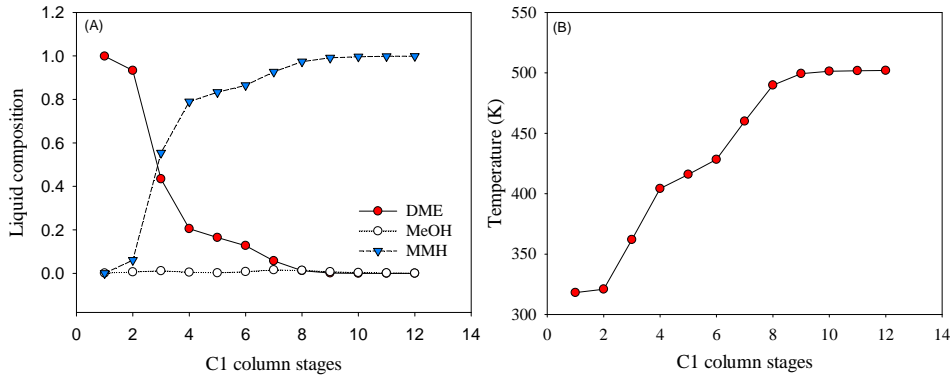 (A)
1.2
1.0
0.8
0.6
0.4
0.2
0.0
Liquid composition
DME
MeOH
MMH
0 2 4 6 8 10 12 14
C1 column stages
(B)
550
500
450
400
350
300
Temperature (K)
0 2 4 6 8 10 12 14
C1 column stages